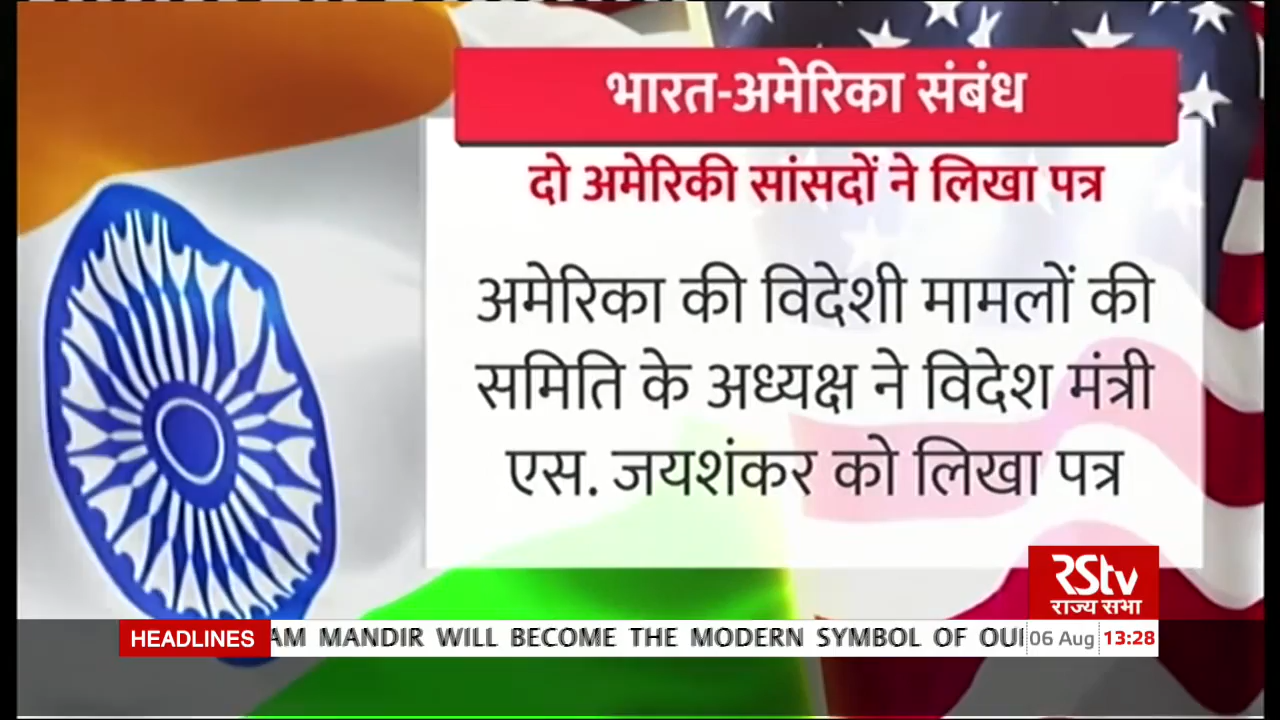 भारत-अमेरिका संबंध
दो अमेरिकी सांसदों ने लिखा पत्र
अमेरिका की विदेशी मामलों की
समिति के अध्यक्ष ने विदेश मंत्री
एस. जयशंकर को लिखा पत्र
RStv
राज्य सभा
HEADLINES AM MANDIR WILL BECOME THE MODERN SYMBOL OF OU 06 Aug 13:28